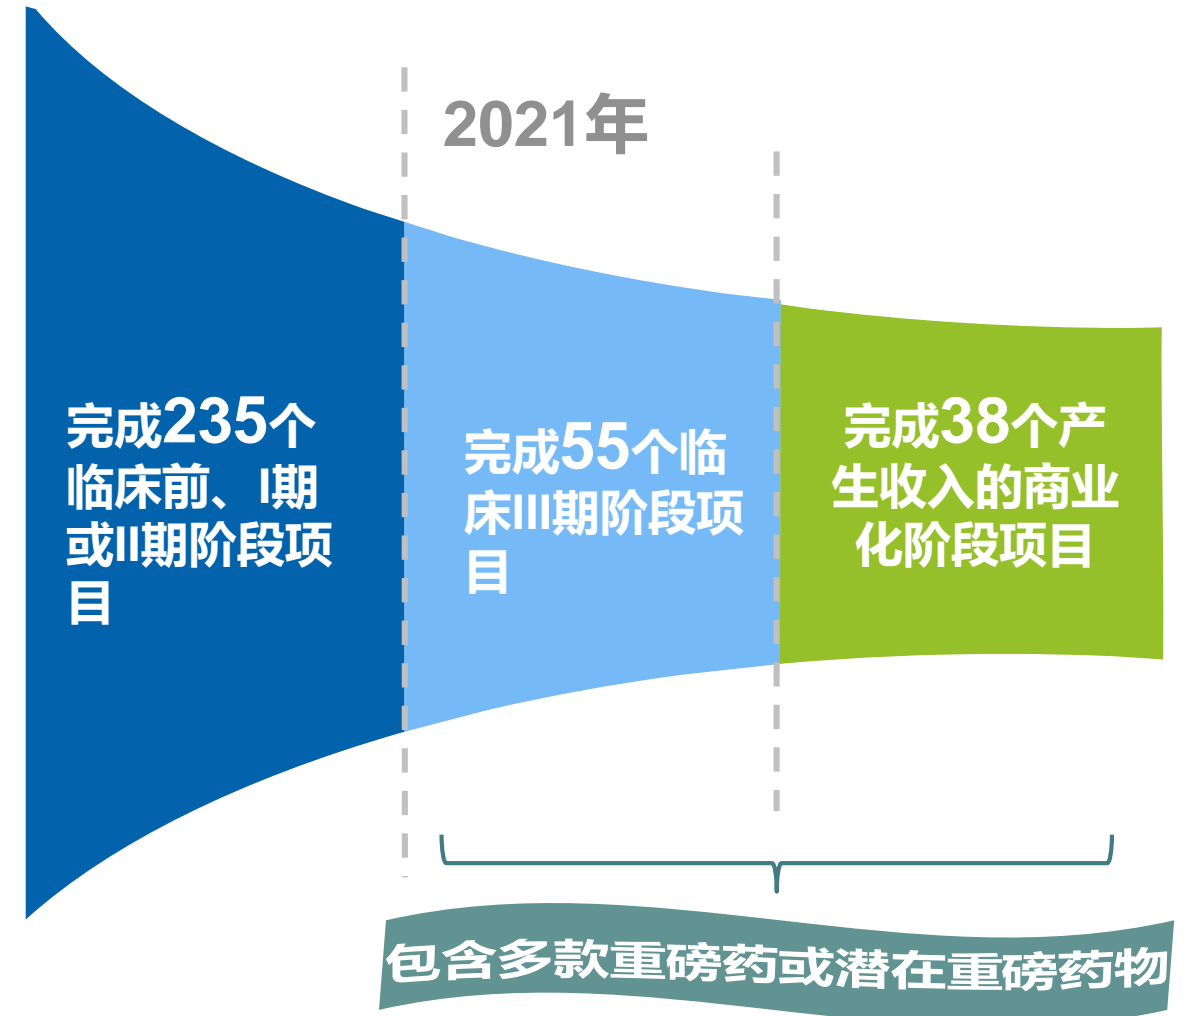 2021年
完成235个
临床前、I期
或II期阶段项
目
完成55个临
床III期阶段项
目
完成38个产
生收入的商业
化阶段项目
包含多款重磅药或潜在重磅药物